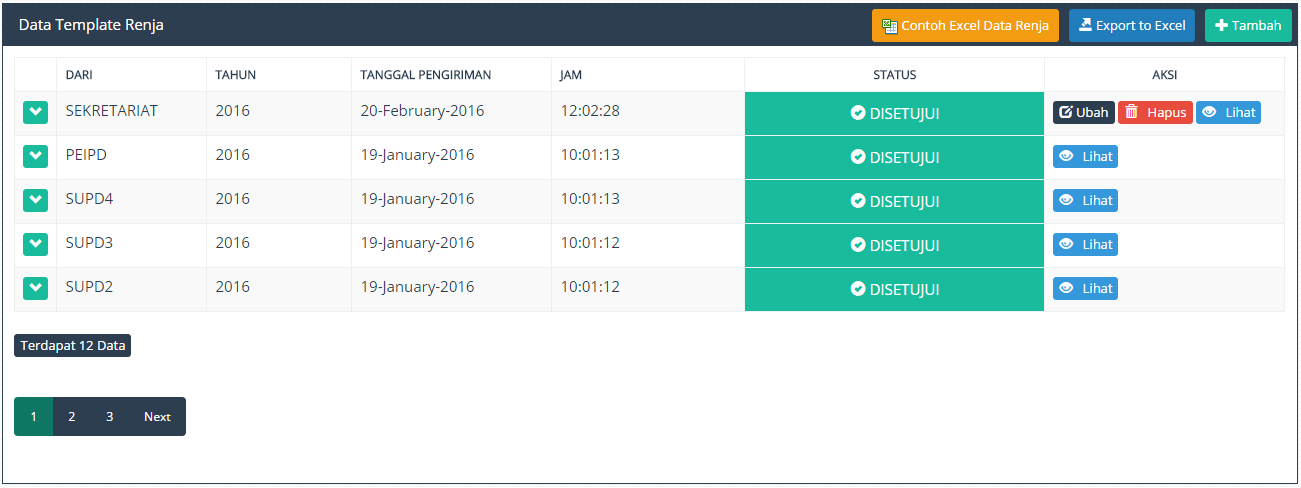 Data Template Renja Contoh Excel Data Renja Export to Excel Tambah
DARI TAHUN TANGGAL PENGIRIMAN JAM STATUS AKSI
SEKRETARIAT 2016 20-February-2016 12:02:28 DISETUJUI Ubah Hapus Lihat
PEIPD 2016 19-January-2016 10:01:13 DISETUJUI Lihat
SUPD4 2016 19-January-2016 10:01:13 DISETUJUI Lihat
SUPD3 2016 19-January-2016 10:01:12 DISETUJUI Lihat
SUPD2 2016 19-January-2016 10:01:12 DISETUJUI Lihat
Terdapat 12 Data
1 2 3 Next